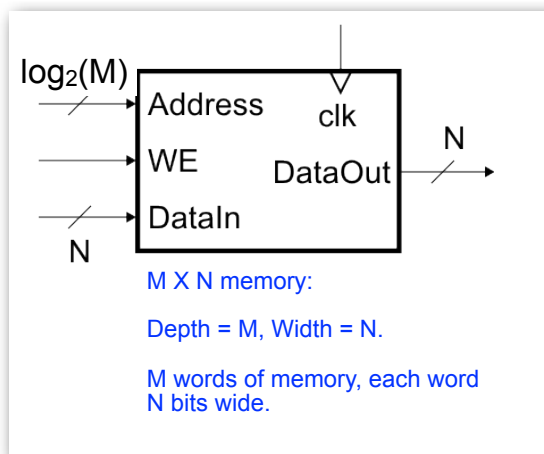 log₂(M)
Address
clk
N
WE
DataOut
DataIn
N
M X N memory:
Depth = M, Width = N.
M words of memory, each word
N bits wide.